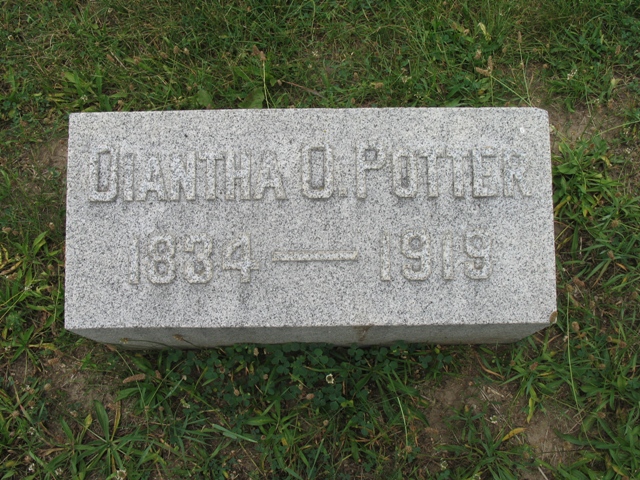 DIANTHA O. POTTER
1834 — 1919